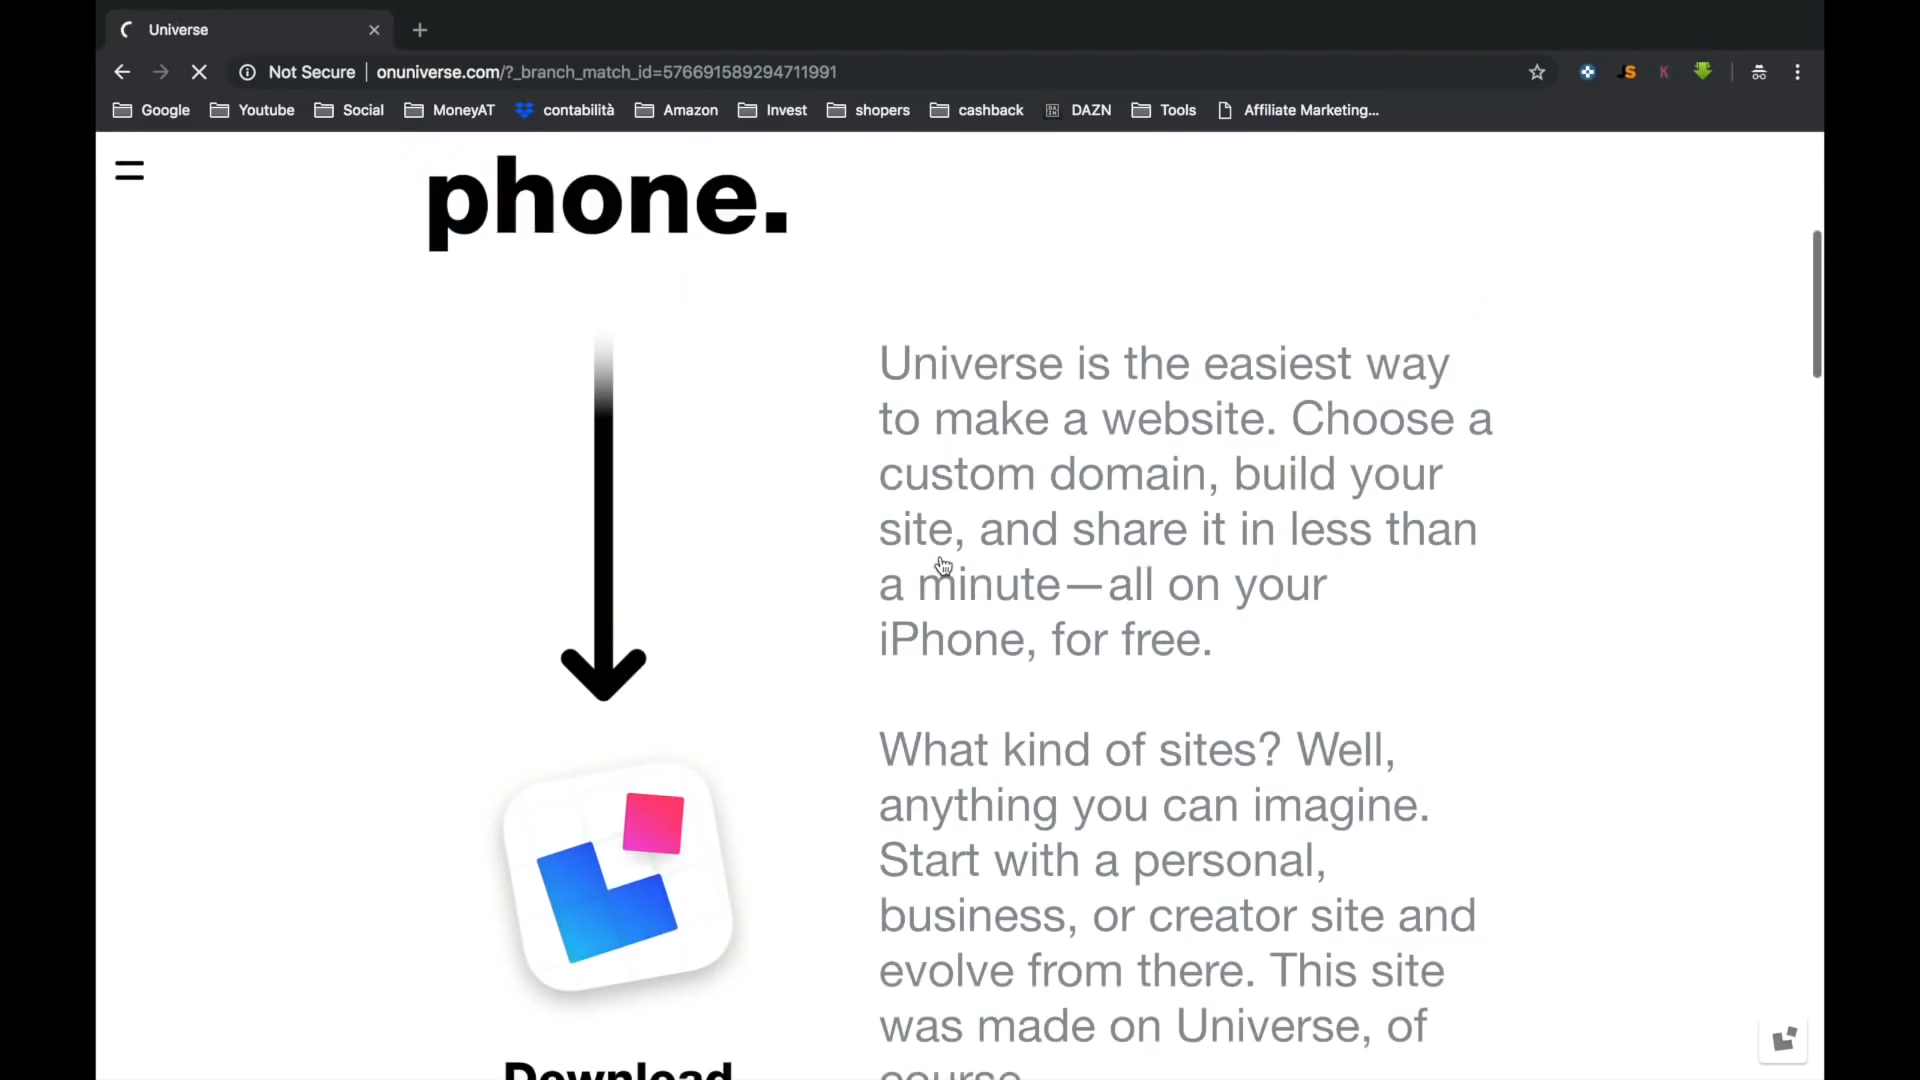 Universe
Not Secure onuniverse.com/?_branch_match_id=576691589294711991
JS K
Google Youtube Social MoneyAT contabilità Amazon Invest shopers cashback DAZN Tools Affiliate Marketing...
phone.
Universe is the easiest way
to make a website. Choose a
custom domain, build your
site, and share it in less than
a minute—all on your
iPhone, for free.
What kind of sites? Well,
anything you can imagine.
Start with a personal,
business, or creator site and
evolve from there. This site
was made on Universe, of
course
Download